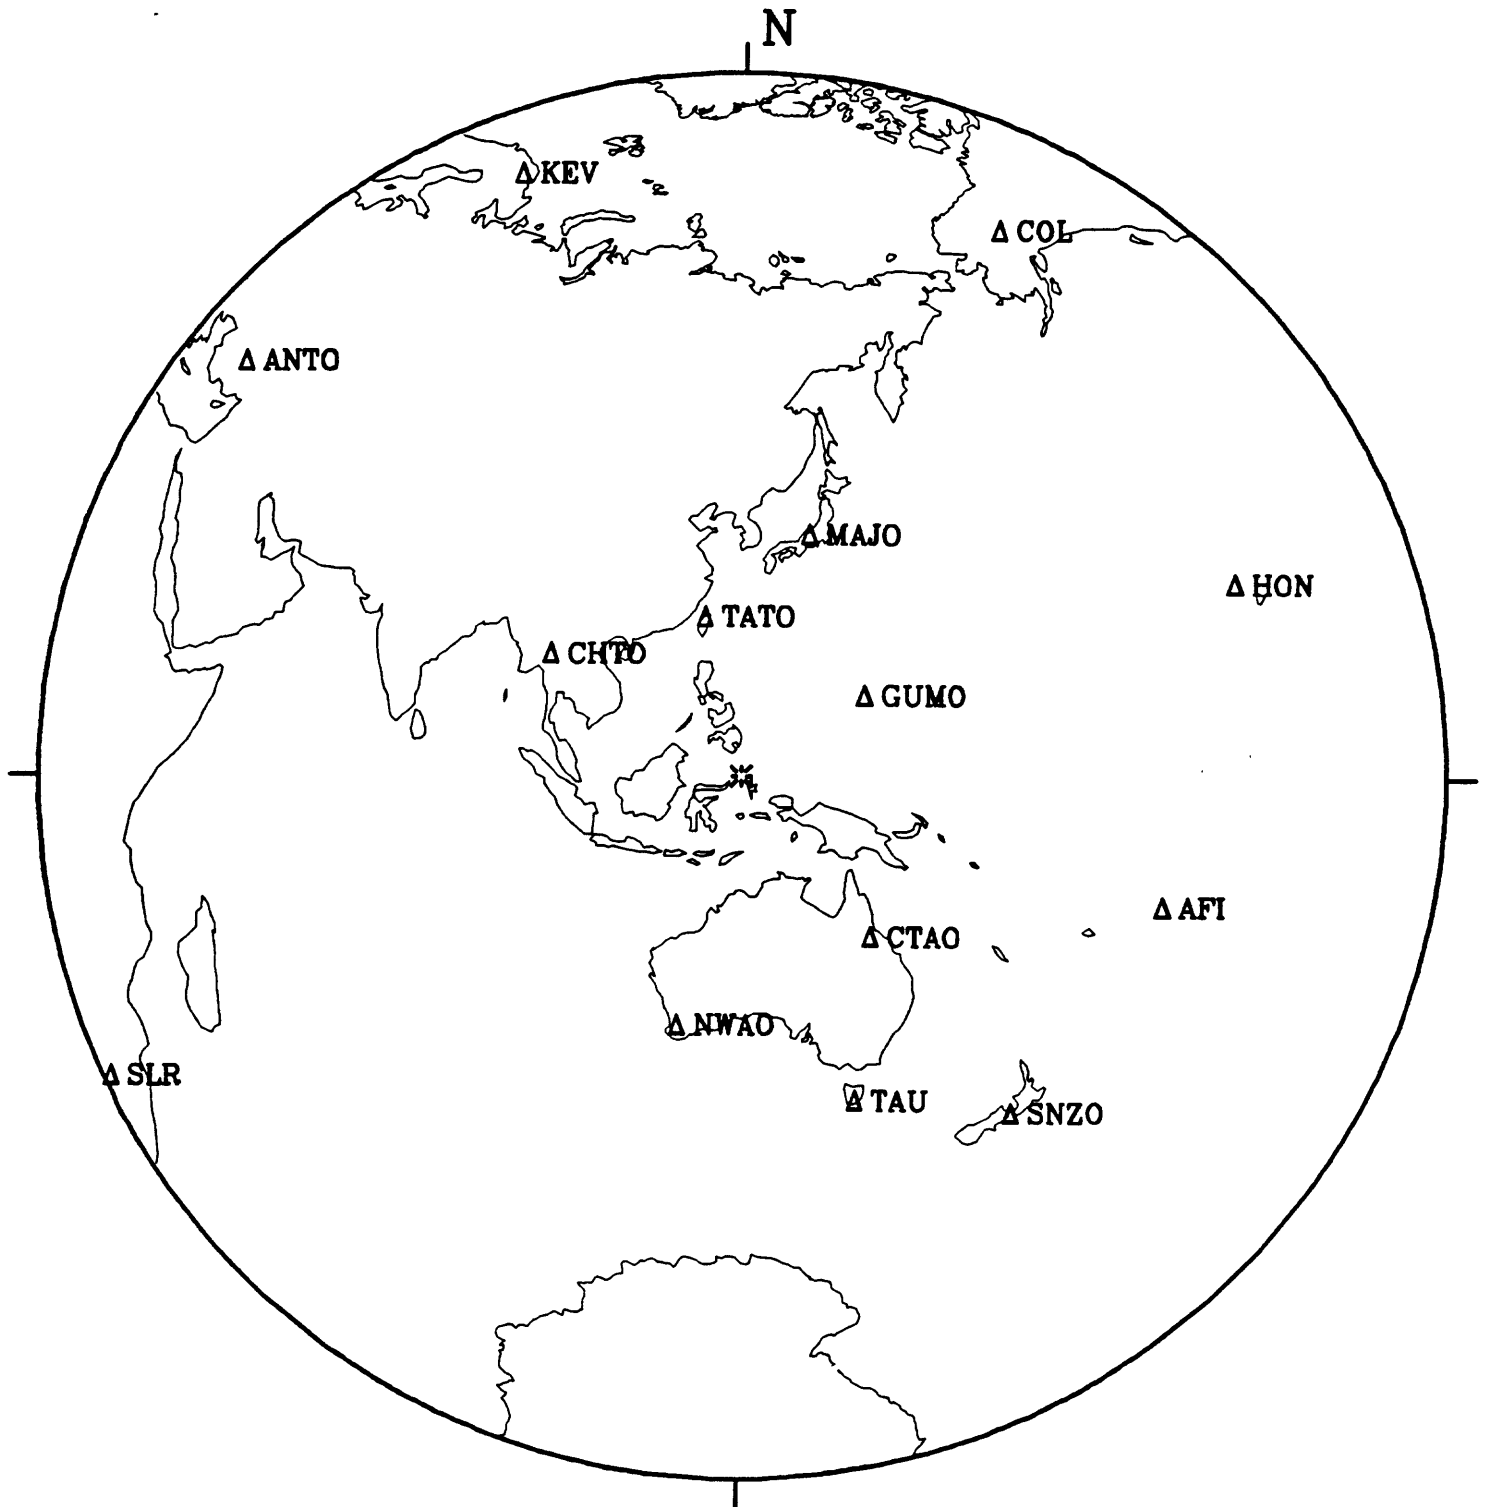 N
KEV
COL
ANTO
MAJO
HON
TATO
CHTO
GUMO
AFI
CTAO
NWAO
SLR
TAU
SNZO